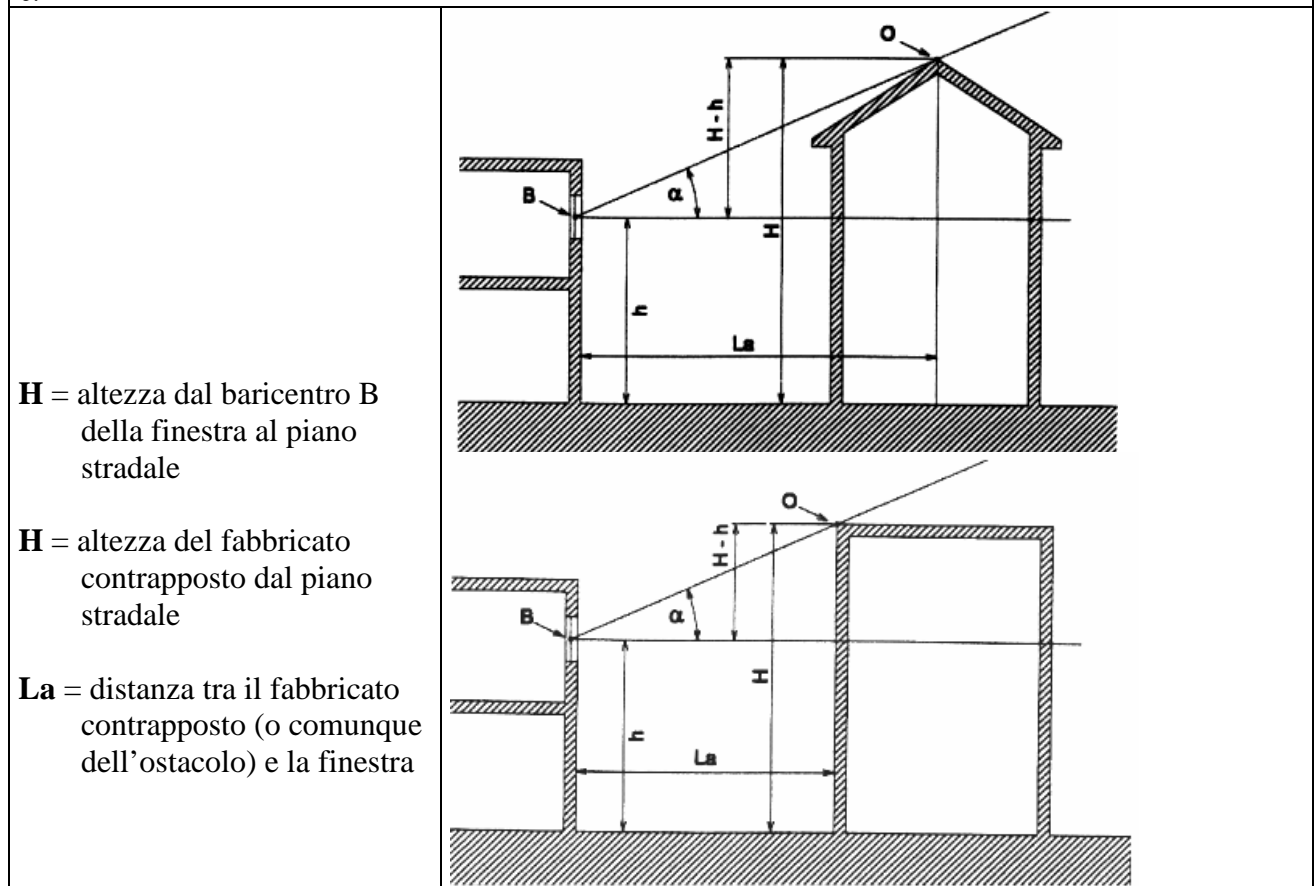 H = altezza dal baricentro B
della finestra al piano
stradale
H = altezza del fabbricato
contrapposto dal piano
stradale
La = distanza tra il fabbricato
contrapposto (o comunque
dell’ostacolo) e la finestra
O
H - h
B
α
H
h
La
O
H - h
B
α
H
h
La